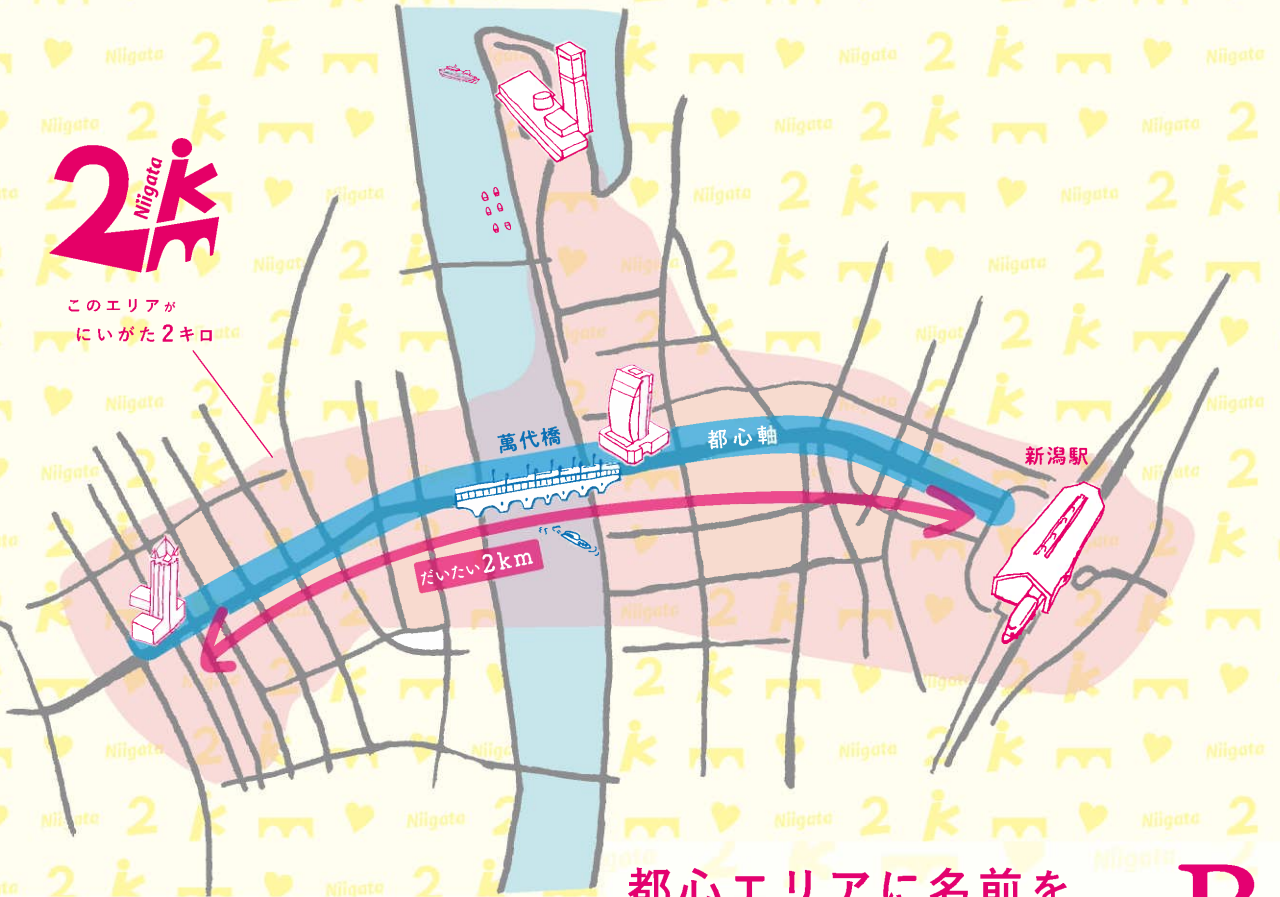 2km
Niigata
このエリアが
にいがた2キロ
萬代橋
都心軸
新潟駅
だいたい2km
都心エリアに名前を